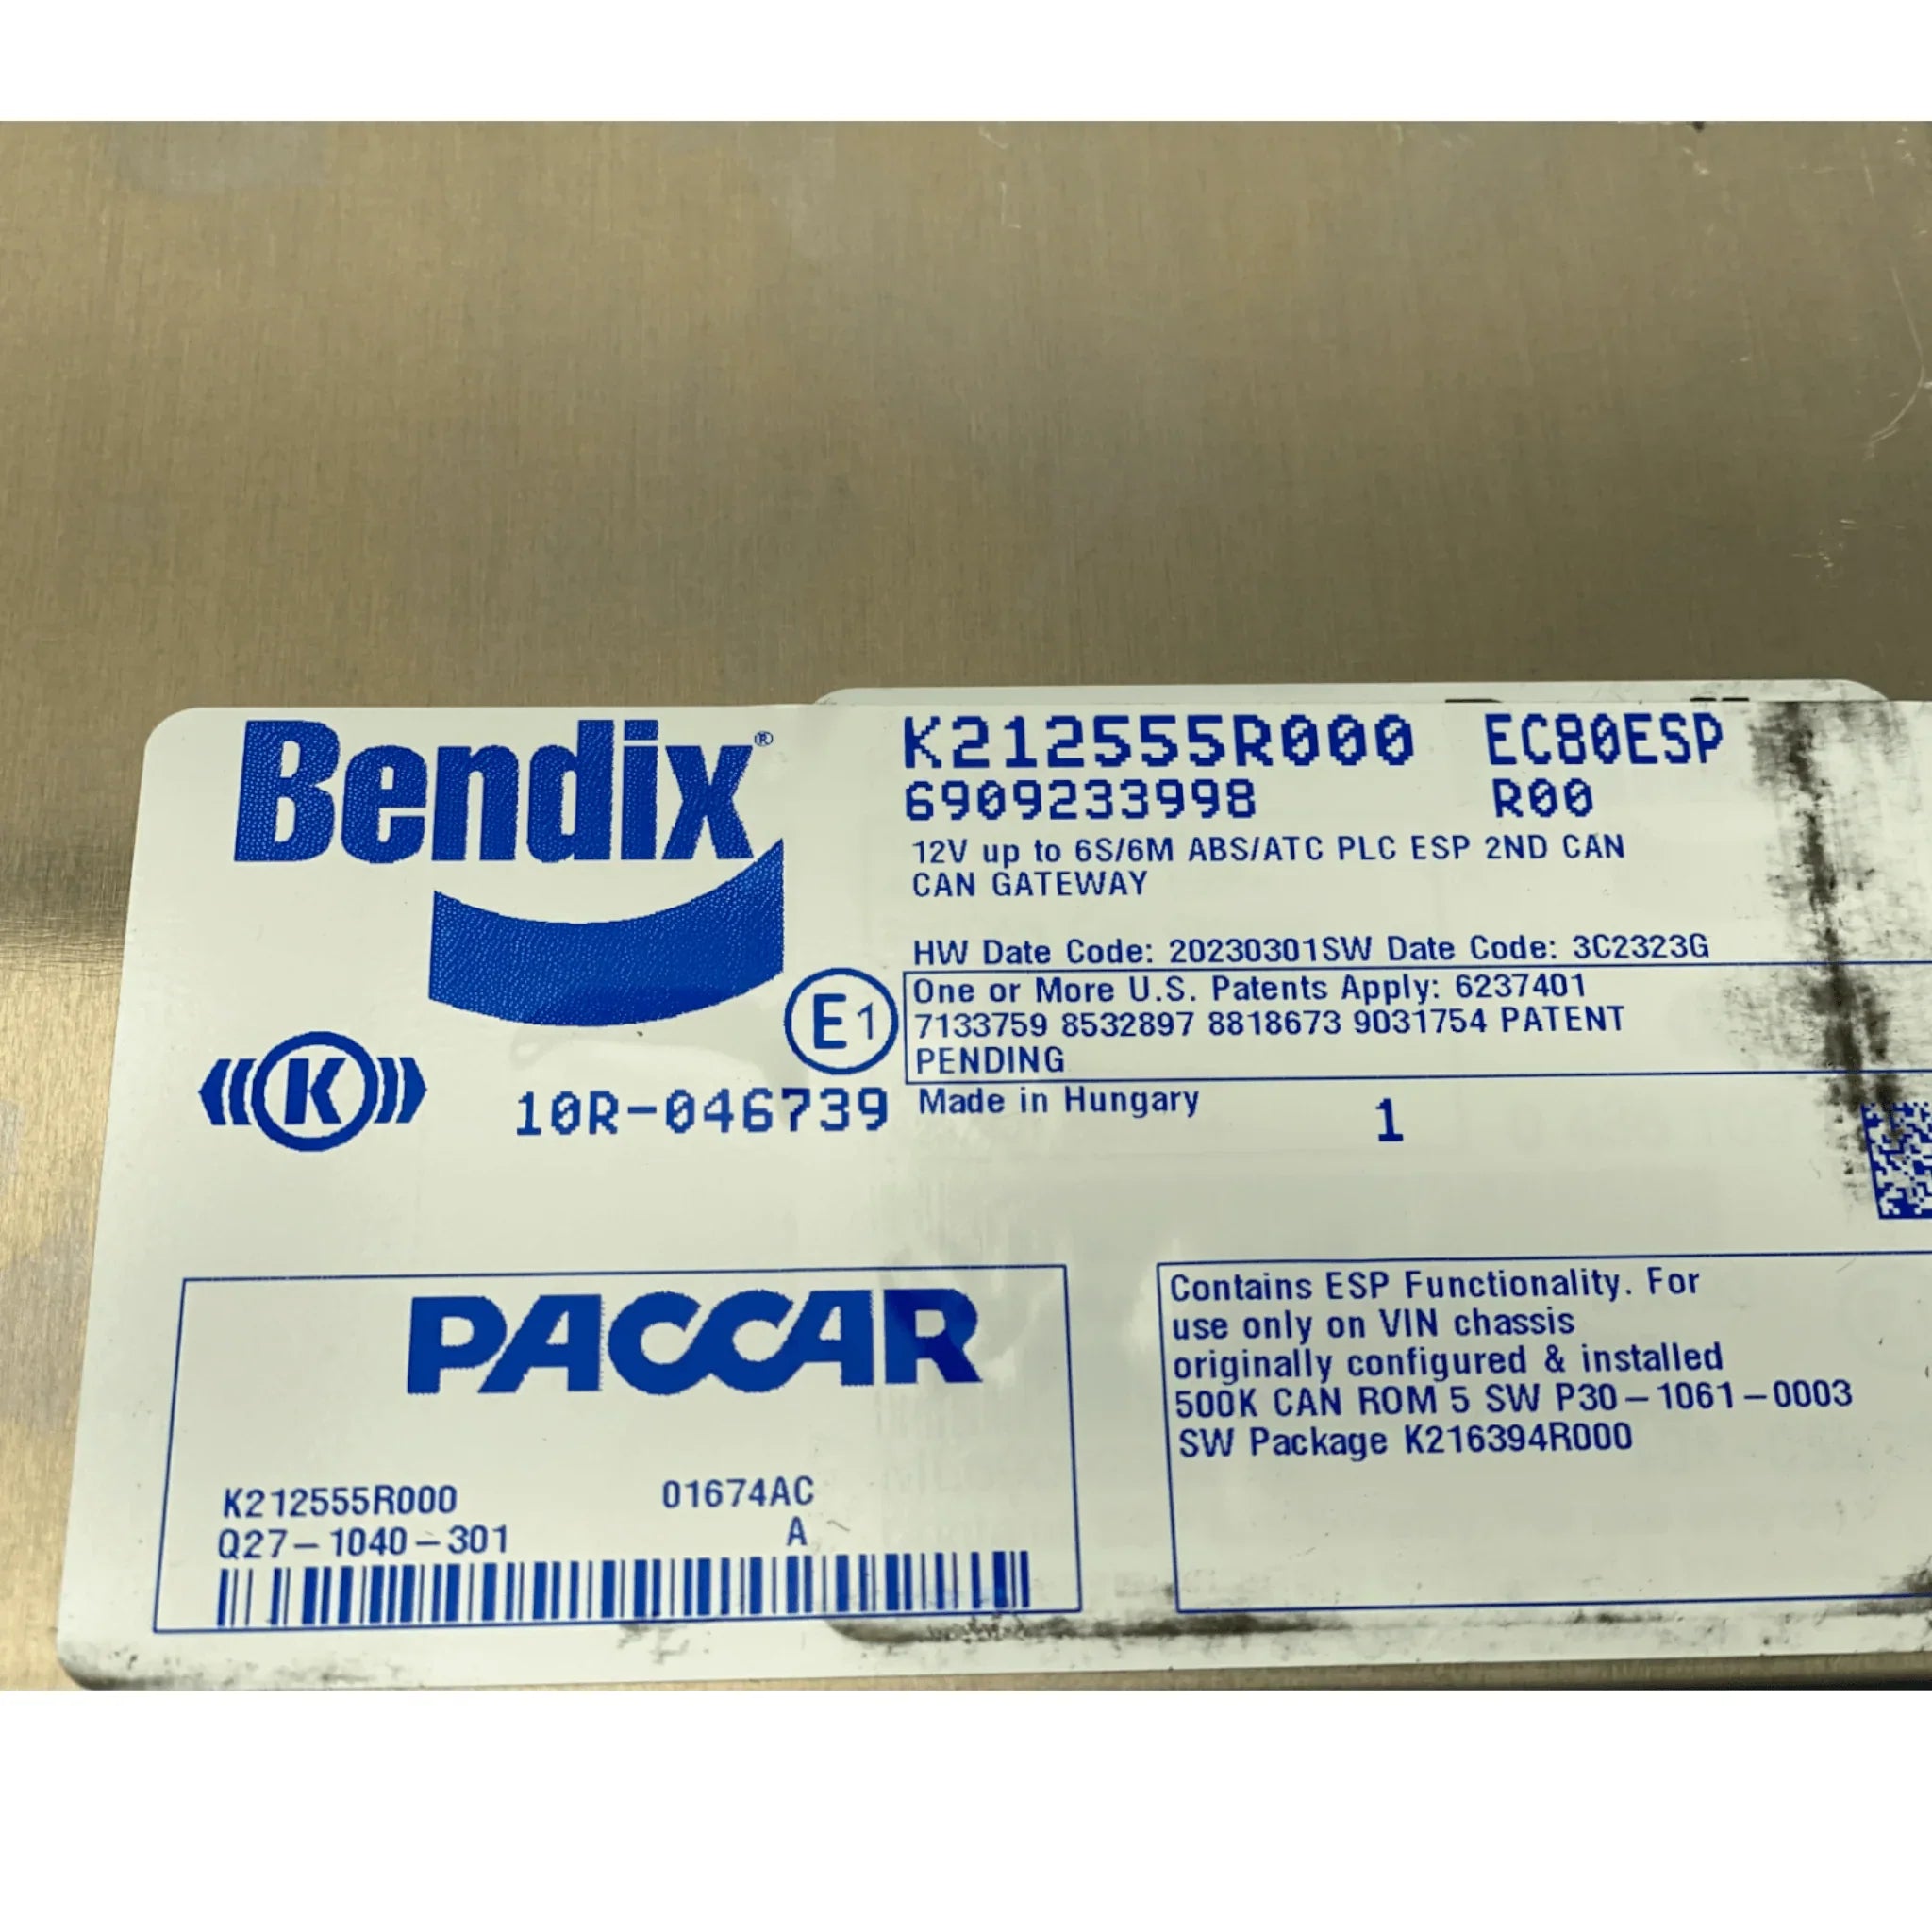 Bendix®
K212555R000 EC80ESP
6909233998 R00
12V up to 6S/6M ABS/ATC PLC ESP 2ND CAN
CAN GATEWAY
HW Date Code: 20230301SW Date Code: 3C2323G
One or More U.S. Patents Apply: 6237401
7133759 8532897 8818673 9031754 PATENT
PENDING
E1
K
10R-046739
Made in Hungary
1
PACCAR
K212555R000 01674AC
Q27-1040-301 A
Contains ESP Functionality. For
use only on VIN chassis
originally configured & installed
500K CAN ROM 5 SW P30-1061-0003
SW Package K216394R000